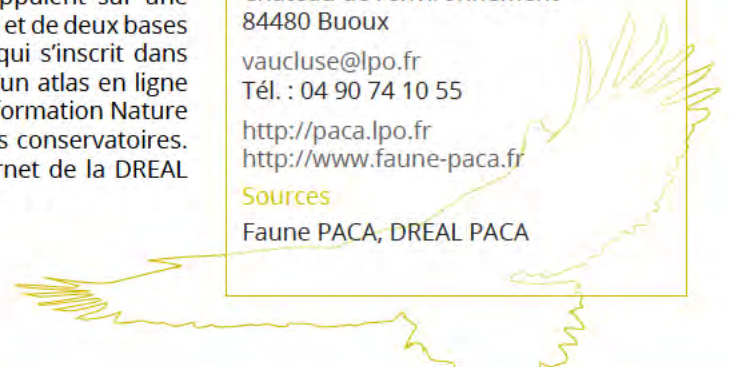 et de deux bases
qui s’inscrit dans
un atlas en ligne
formation Nature
s conservatoires.
rnet de la DREAL
84480 Buoux
vaucluse@lpo.fr
Tél. : 04 90 74 10 55
http://paca.lpo.fr
http://www.faune-paca.fr
Sources
Faune PACA, DREAL PACA